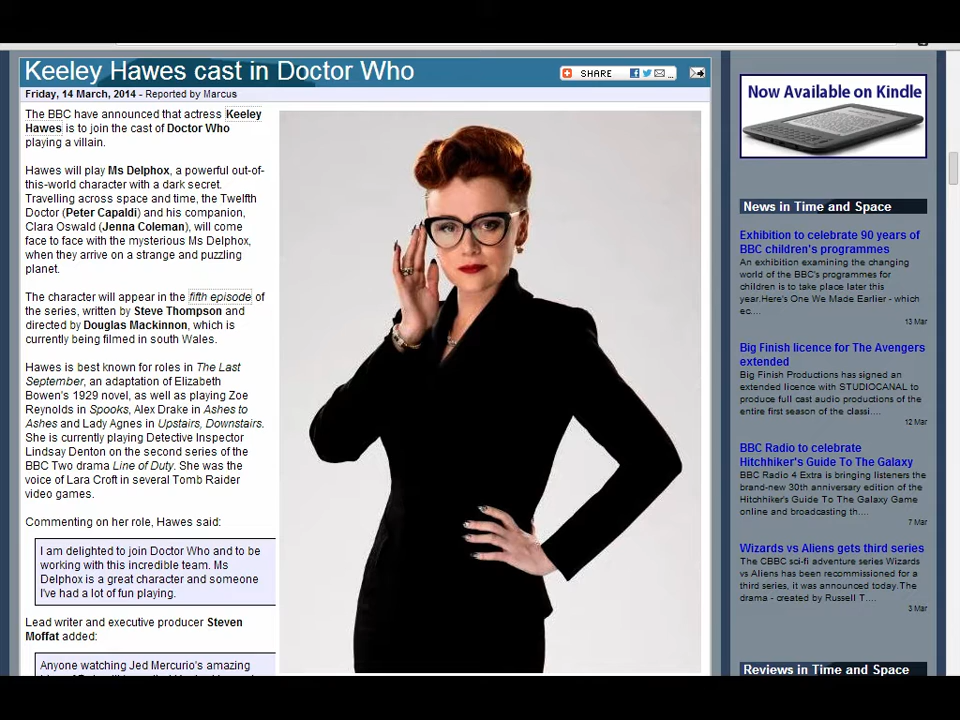 Keeley Hawes cast in Doctor Who
SHARE
...
Friday, 14 March, 2014 - Reported by Marcus
The BBC have announced that actress Keeley
Hawes is to join the cast of Doctor Who
playing a villain.
Hawes will play Ms Delphox, a powerful out-of-
this-world character with a dark secret.
Travelling across space and time, the Twelfth
Doctor (Peter Capaldi) and his companion,
Clara Oswald (Jenna Coleman), will come
face to face with the mysterious Ms Delphox,
when they arrive on a strange and puzzling
planet.
The character will appear in the fifth episode of
the series, written by Steve Thompson and
directed by Douglas Mackinnon, which is
currently being filmed in south Wales.
Hawes is best known for roles in The Last
September, an adaptation of Elizabeth
Bowen's 1929 novel, as well as playing Zoe
Reynolds in Spooks, Alex Drake in Ashes to
Ashes and Lady Agnes in Upstairs, Downstairs.
She is currently playing Detective Inspector
Lindsay Denton on the second series of the
BBC Two drama Line of Duty. She was the
voice of Lara Croft in several Tomb Raider
video games.
Commenting on her role, Hawes said:
I am delighted to join Doctor Who and to be
working with this incredible team. Ms
Delphox is a great character and someone
I've had a lot of fun playing.
Lead writer and executive producer Steven
Moffat added:
Anyone watching Jed Mercurio's amazing
Now Available on Kindle
News in Time and Space
Exhibition to celebrate 90 years of
BBC children's programmes
An exhibition examining the changing
world of the BBC's programmes for
children is to take place later this
year.Here's One We Made Earlier - which
ec....
13 Mar
Big Finish licence for The Avengers
extended
Big Finish Productions has signed an
extended licence with STUDIOCANAL to
produce full cast audio productions of the
entire first season of the classi....
12 Mar
BBC Radio to celebrate
Hitchhiker's Guide To The Galaxy
BBC Radio 4 Extra is bringing listeners the
brand-new 30th anniversary edition of the
Hitchhiker's Guide To The Galaxy Game
online and broadcasting th....
7 Mar
Wizards vs Aliens gets third series
The CBBC sci-fi adventure series Wizards
vs Aliens has been recommissioned for a
third series, it was announced today.The
drama - created by Russell T....
3 Mar
Reviews in Time and Space